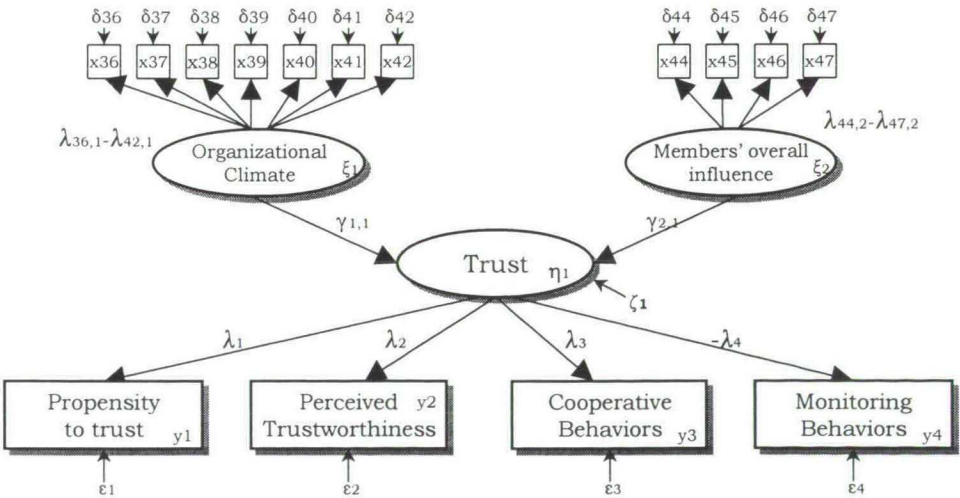 δ36 δ37 δ38 δ39 δ40 δ41 δ42
x36 x37 x38 x39 x40 x41 x42
δ44 δ45 δ46 δ47
x44 x45 x46 x47
λ36,1-λ42,1
Organizational
Climate ξ1
λ44,2-λ47,2
Members' overall
influence ξ2
γ1,1
γ2,1
Trust η1
ζ1
λ1 λ2 λ3 -λ4
Propensity
to trust y1
Perceived y2
Trustworthiness
Cooperative
Behaviors y3
Monitoring
Behaviors y4
ε1 ε2 ε3 ε4